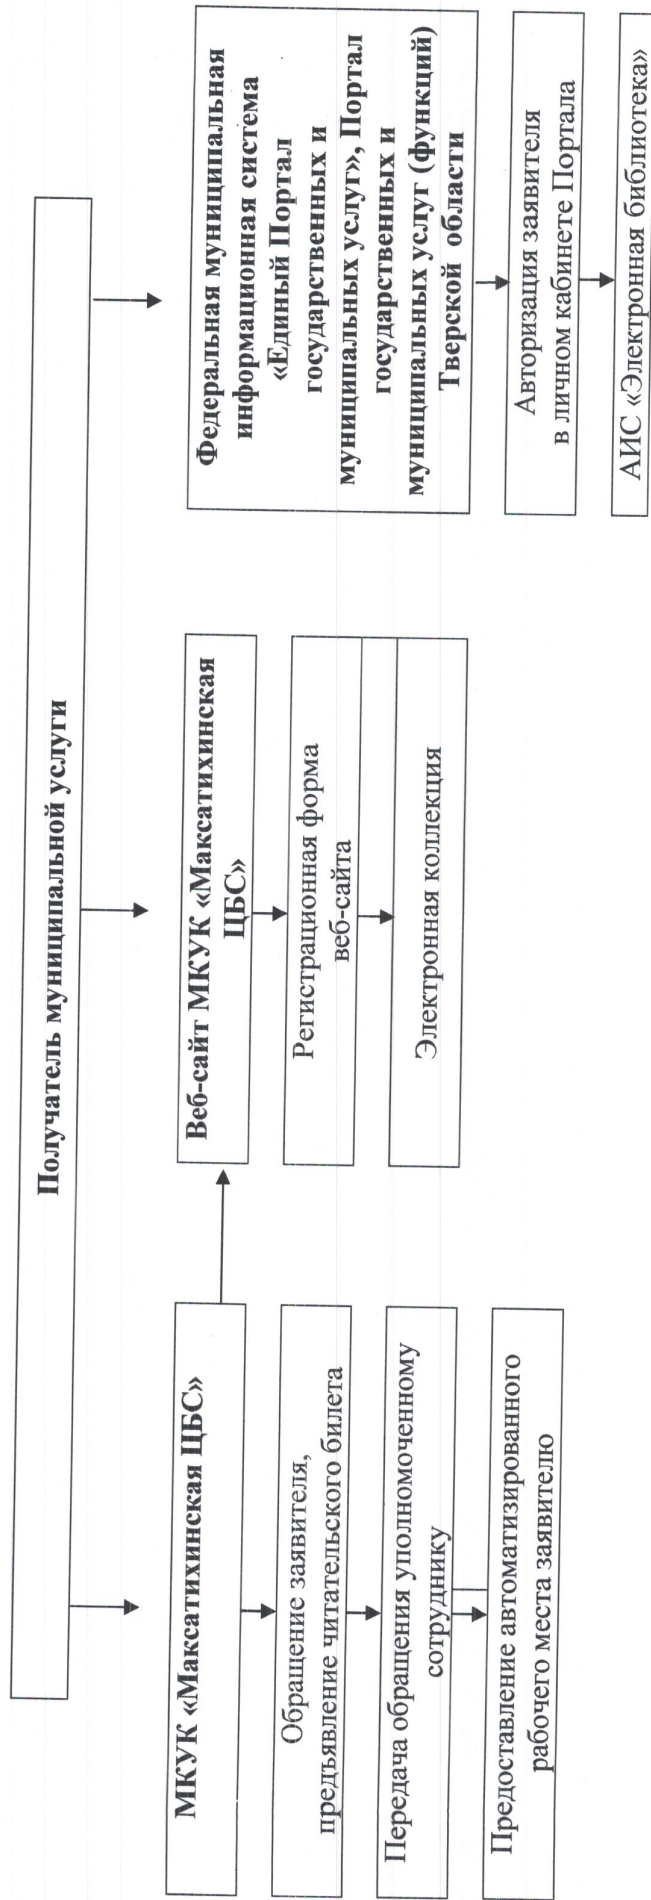 Получатель муниципальной услуги
МКУК «Максатихинская ЦБС»
Обращение заявителя,
предъявление читательского билета
Передача обращения уполномоченному
сотруднику
Предоставление автоматизированного
рабочего места заявителю
Веб-сайт МКУК «Максатихинская
ЦБС»
Регистрационная форма
веб-сайта
Электронная коллекция
Федеральная муниципальная
информационная система
«Единый Портал
государственных и
муниципальных услуг», Портал
государственных и
муниципальных услуг (функций)
Тверской области
Авторизация заявителя
в личном кабинете Портала
АИС «Электронная библиотека»